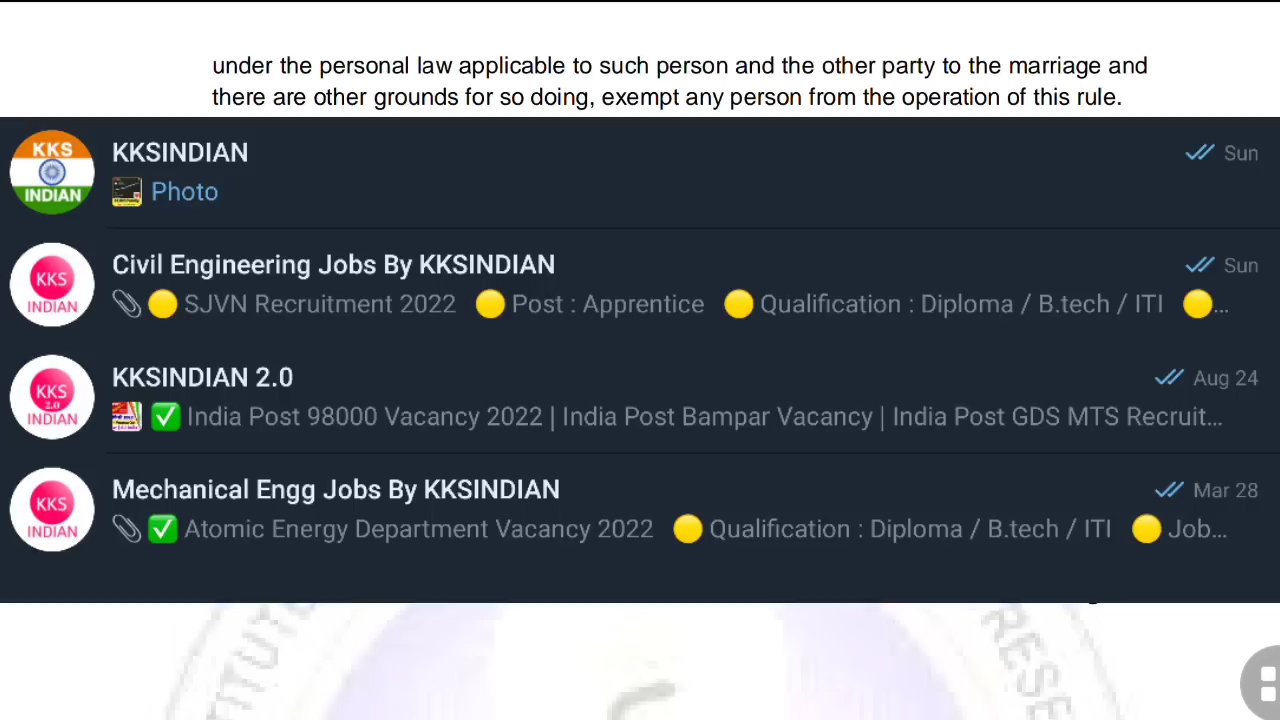 under the personal law applicable to such person and the other party to the marriage and
there are other grounds for so doing, exempt any person from the operation of this rule.
KKS
INDIAN
KKSINDIAN
Sun
Photo
KKS
INDIAN
Civil Engineering Jobs By KKSINDIAN
Sun
SJVN Recruitment 2022 Post : Apprentice Qualification : Diploma / B.tech / ITI ...
KKS
2.0
INDIAN
KKSINDIAN 2.0
Aug 24
India Post 98000 Vacancy 2022 | India Post Bampar Vacancy | India Post GDS MTS Recruit...
KKS
INDIAN
Mechanical Engg Jobs By KKSINDIAN
Mar 28
Atomic Energy Department Vacancy 2022 Qualification : Diploma / B.tech / ITI Job...